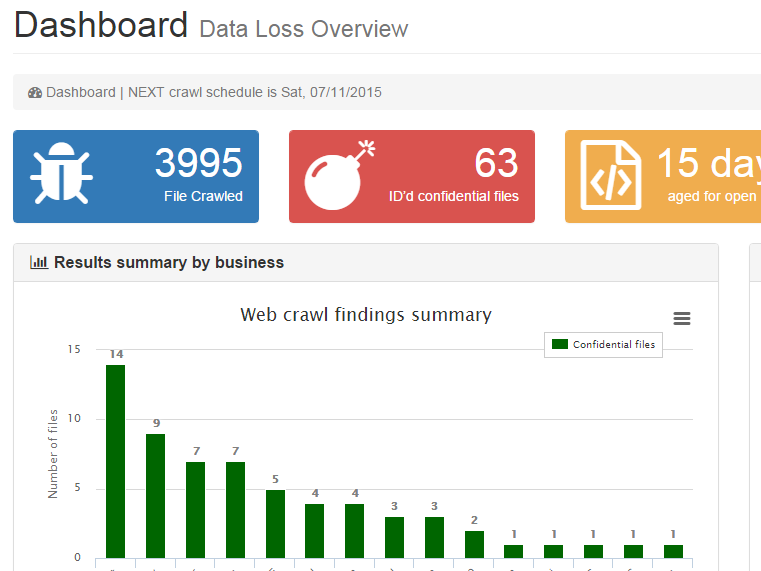 Dashboard Data Loss Overview
Dashboard | NEXT crawl schedule is Sat, 07/11/2015
3995
File Crawled
63
ID'd confidential files
15
aged for open
Results summary by business
Web crawl findings summary
Confidential files
Number of files
15
10
5
0
14
9
7
7
5
4
4
3
3
2
1
1
1
1
1